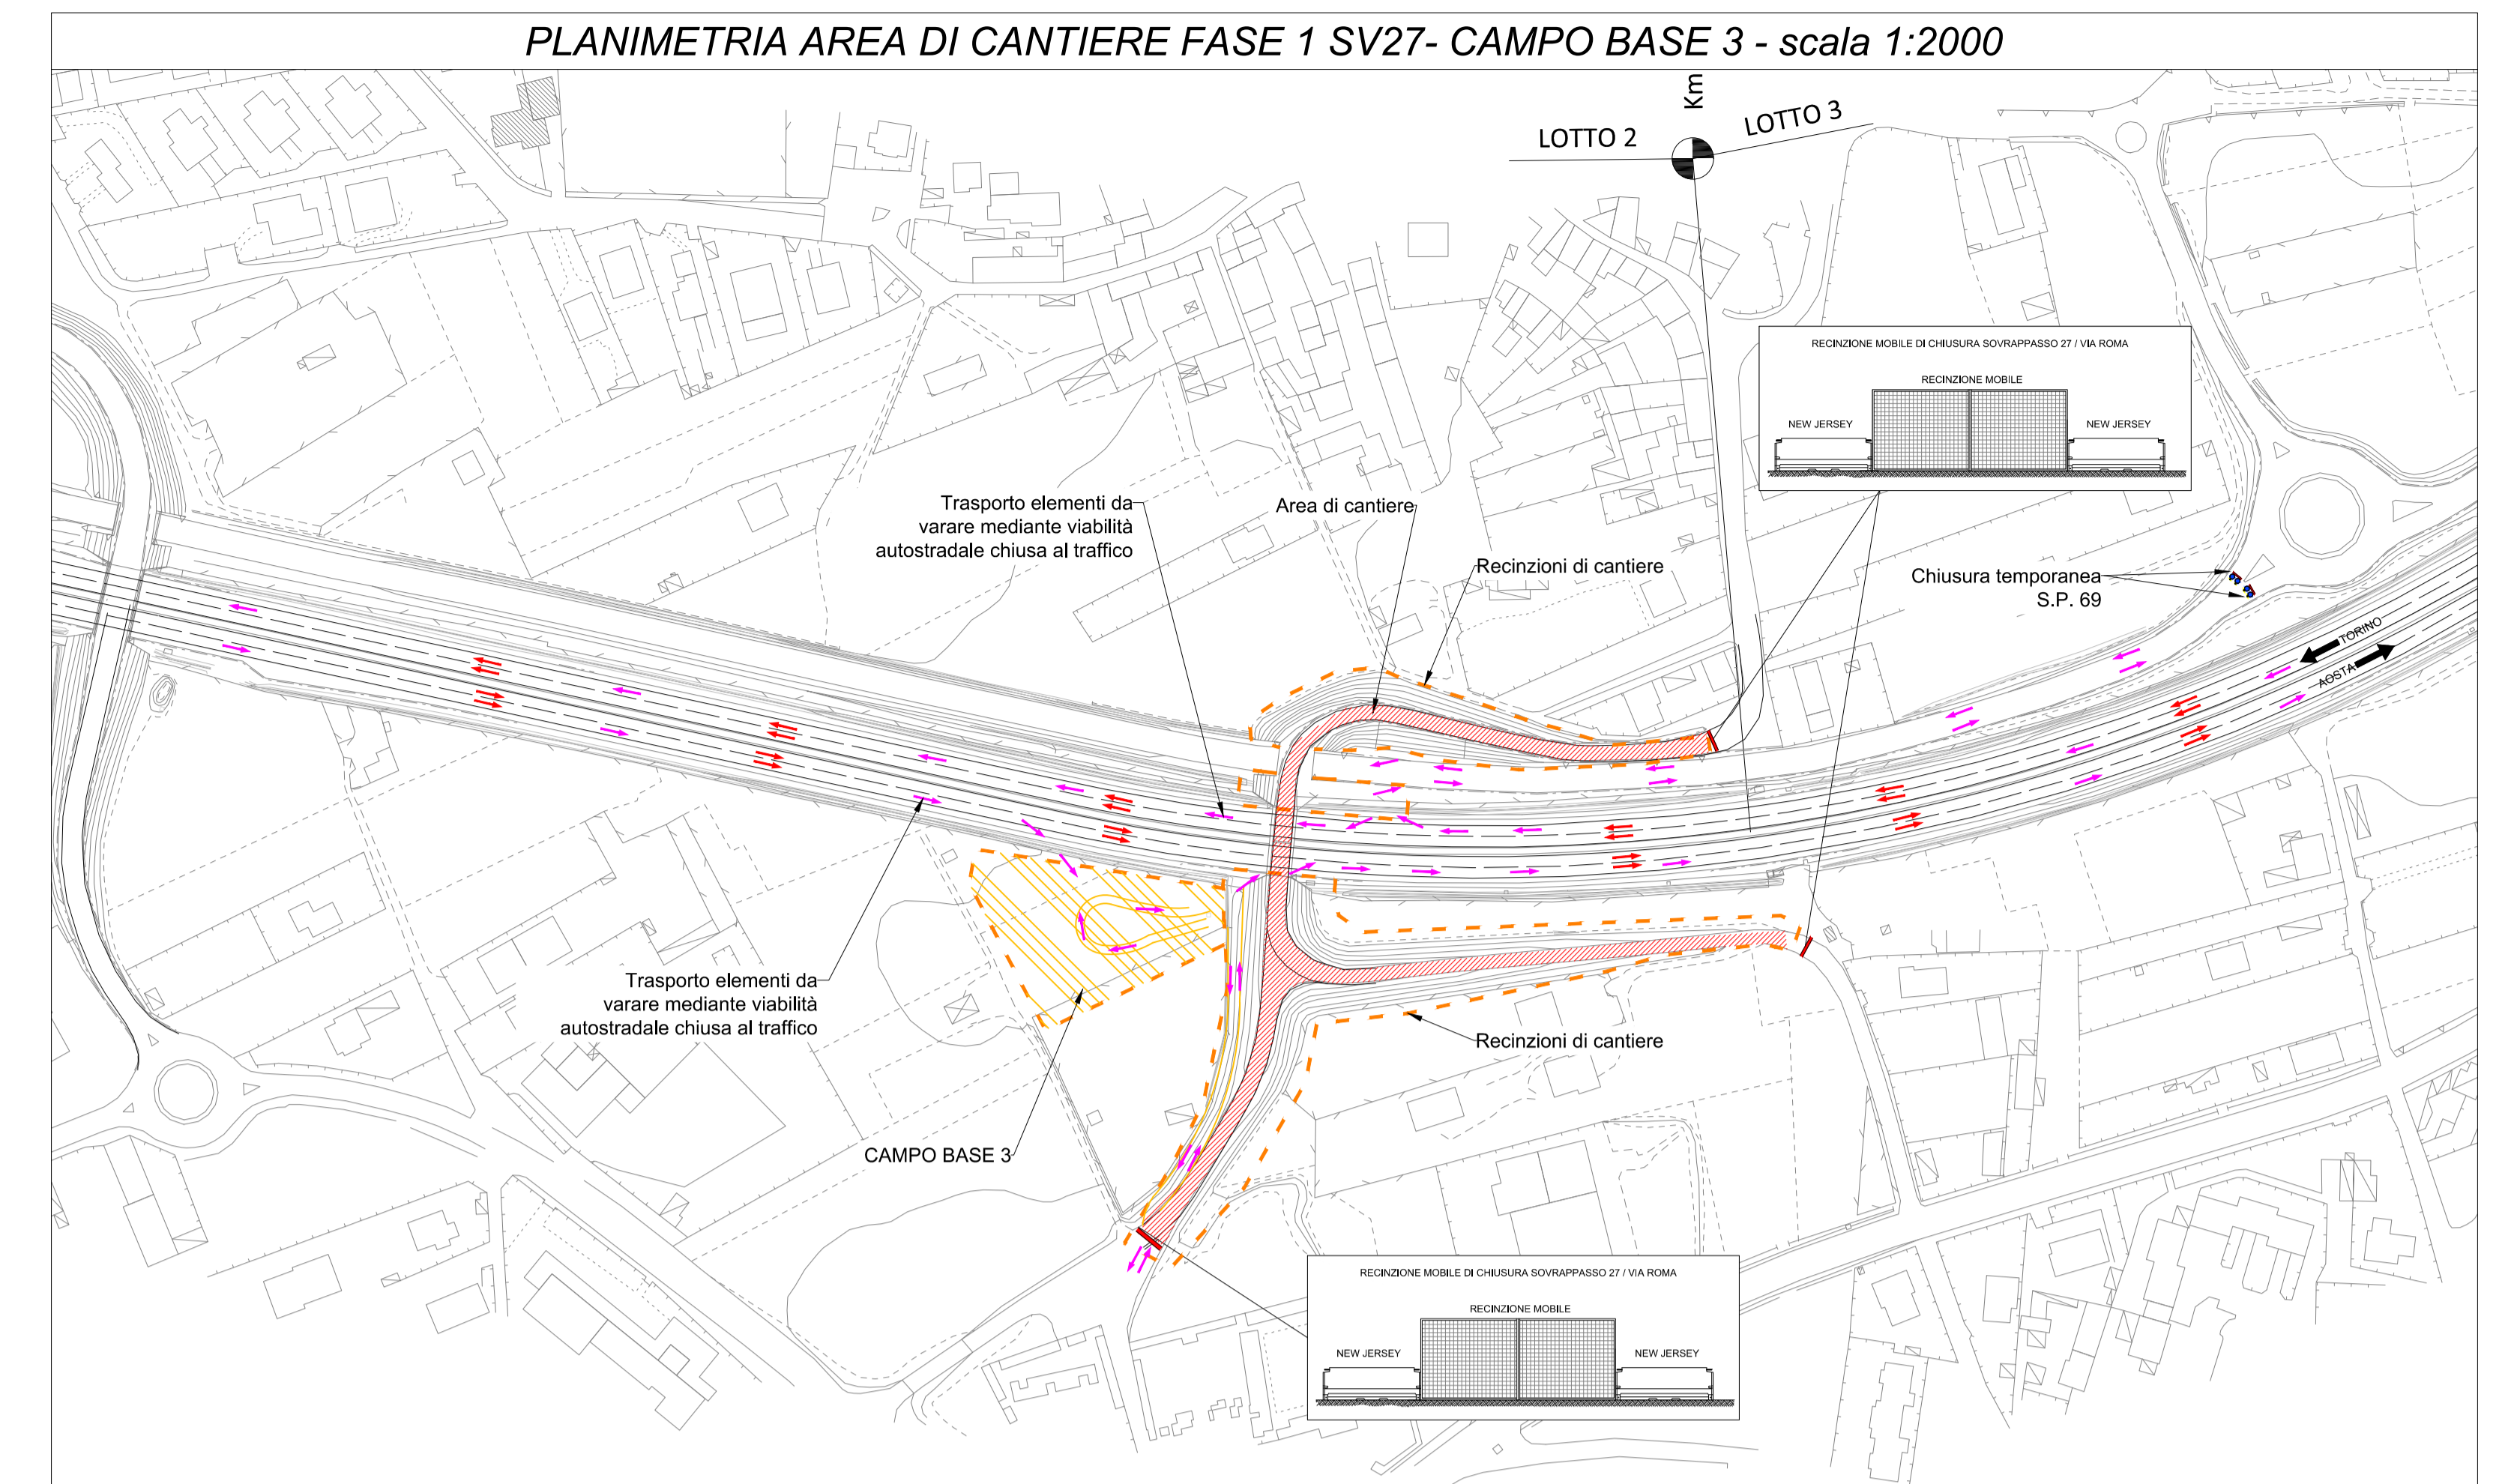 PLANIMETRIA AREA DI CANTIERE FASE 1 SV27- CAMPO BASE 3 - scala 1:2000
Km
LOTTO 2
LOTTO 3
RECINZIONE MOBILE DI CHIUSURA SOVRAPPASSO 27 / VIA ROMA
RECINZIONE MOBILE
NEW JERSEY
NEW JERSEY
Trasporto elementi da
varare mediante viabilità
autostradale chiusa al traffico
Area di cantiere
Recinzioni di cantiere
Chiusura temporanea
S.P. 69
TORINO
AOSTA
Trasporto elementi da
varare mediante viabilità
autostradale chiusa al traffico
Recinzioni di cantiere
CAMPO BASE 3
RECINZIONE MOBILE DI CHIUSURA SOVRAPPASSO 27 / VIA ROMA
RECINZIONE MOBILE
NEW JERSEY
NEW JERSEY